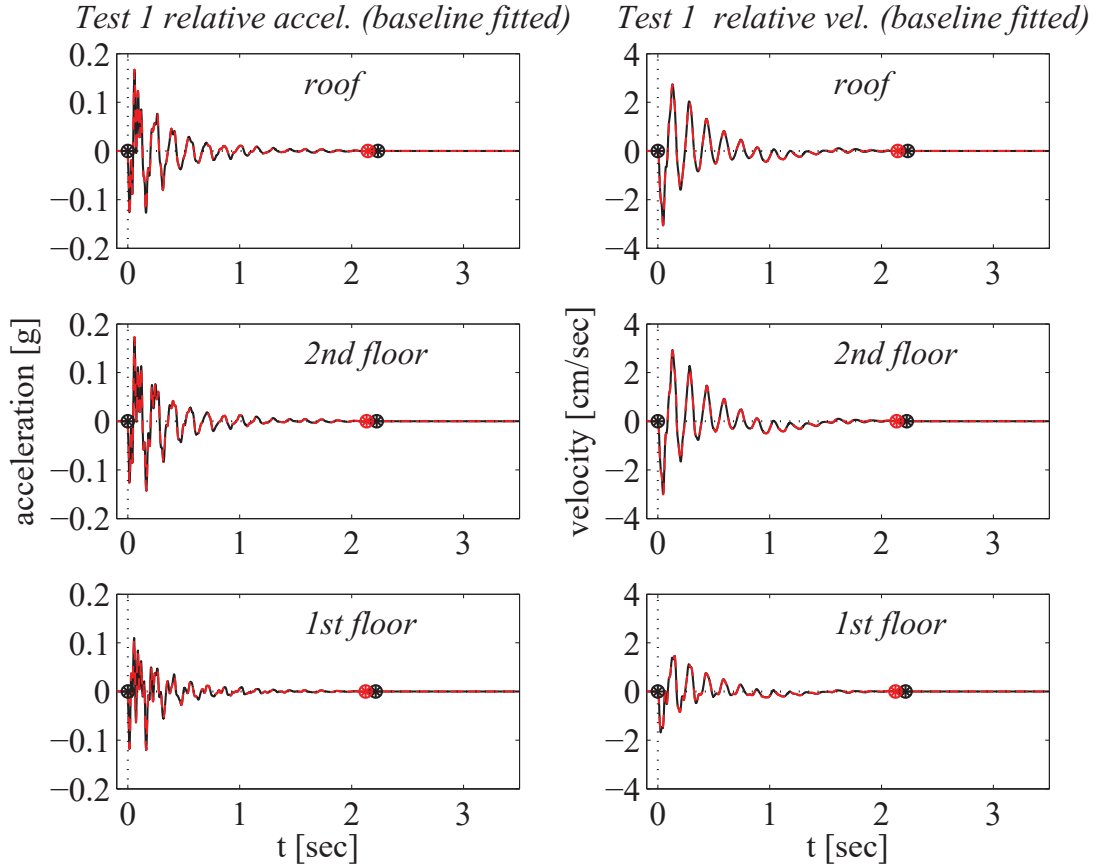 Test 1 relative accel. (baseline fitted)
Test 1 relative vel. (baseline fitted)
roof
0.2
0.1
0
−0.1
−0.2
0 1 2 3
roof
4
2
0
−2
−4
0 1 2 3
acceleration [g]
2nd floor
0.2
0.1
0
−0.1
−0.2
0 1 2 3
velocity [cm/sec]
2nd floor
4
2
0
−2
−4
0 1 2 3
1st floor
0.2
0.1
0
−0.1
−0.2
0 1 2 3
t [sec]
1st floor
4
2
0
−2
−4
0 1 2 3
t [sec]